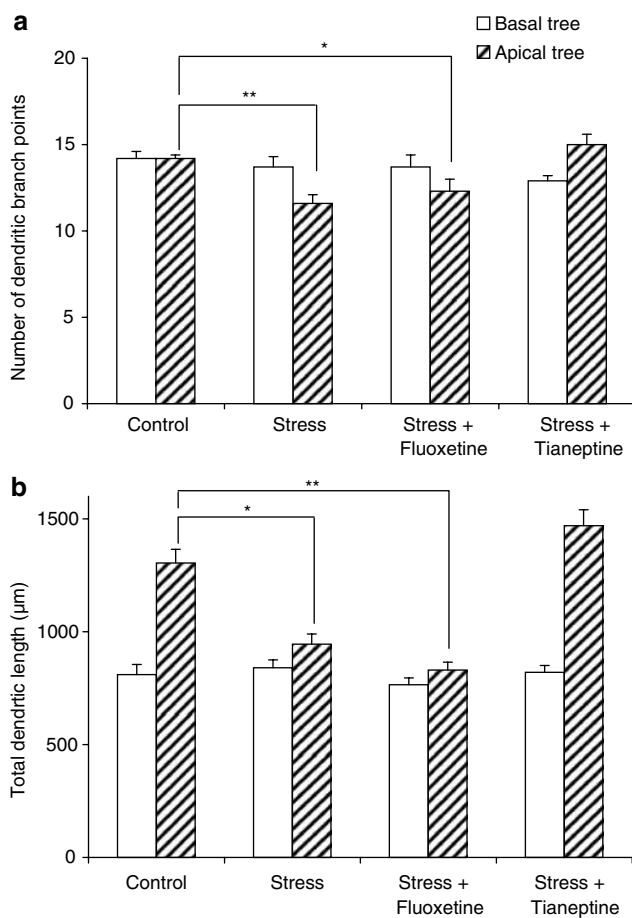 a
Basal tree
Apical tree
20
15
10
5
0
Number of dendritic branch points
*
**
Control
Stress
Stress +
Fluoxetine
Stress +
Tianeptine
b
1500
1000
500
0
Total dendrtic length (µm)
**
*
Control
Stress
Stress +
Fluoxetine
Stress +
Tianeptine